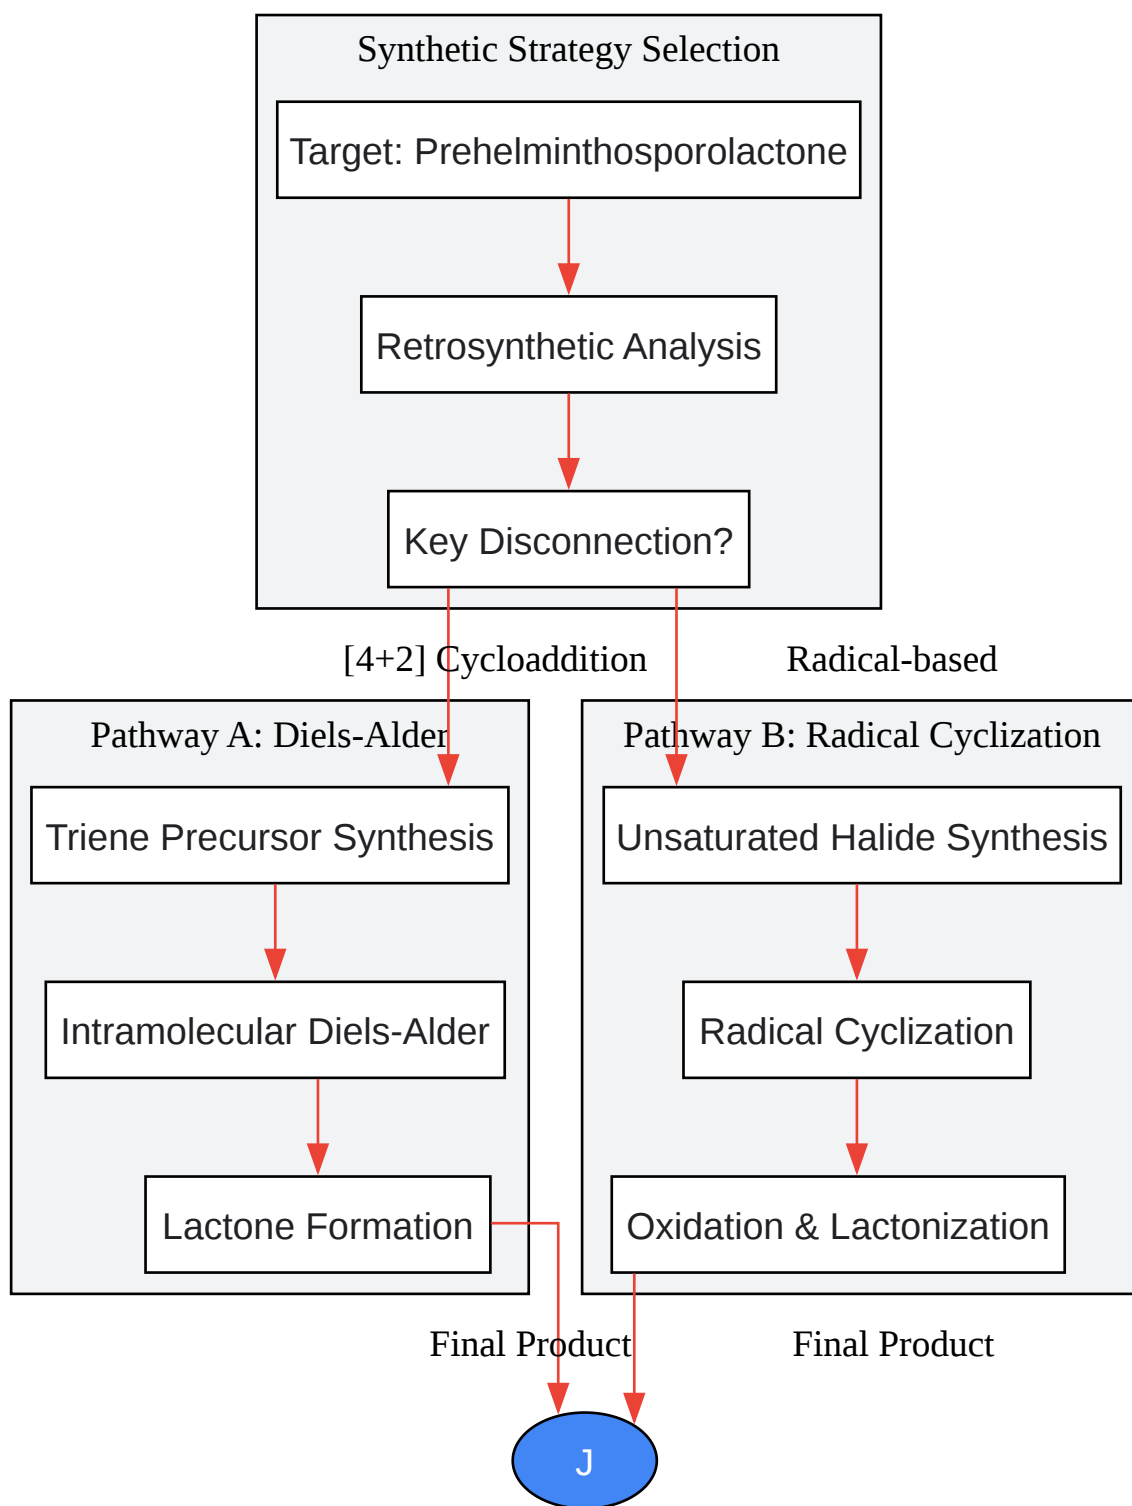 Synthetic Strategy Selection
Target: Prehelminthosporolactone
Retrosynthetic Analysis
Key Disconnection?
[4+2] Cycloaddition
Radical-based
Pathway A: Diels-Alder
Triene Precursor Synthesis
Intramolecular Diels-Alder
Lactone Formation
Final Product
Pathway B: Radical Cyclization
Unsaturated Halide Synthesis
Radical Cyclization
Oxidation & Lactonization
Final Product
J